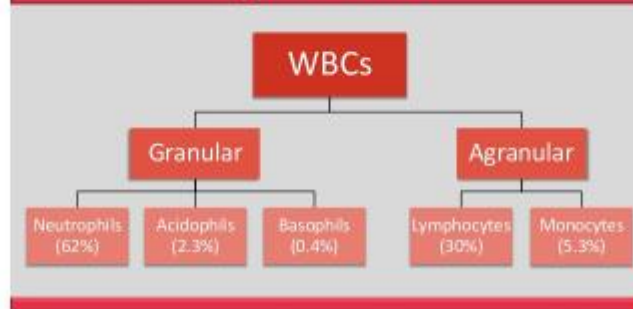 WBCs
Granular
Agranular
Neutrophils
(62%)
Acidophils
(2.3%)
Basophils
(0.4%)
Lymphocytes
(30%)
Monocytes
(5.3%)